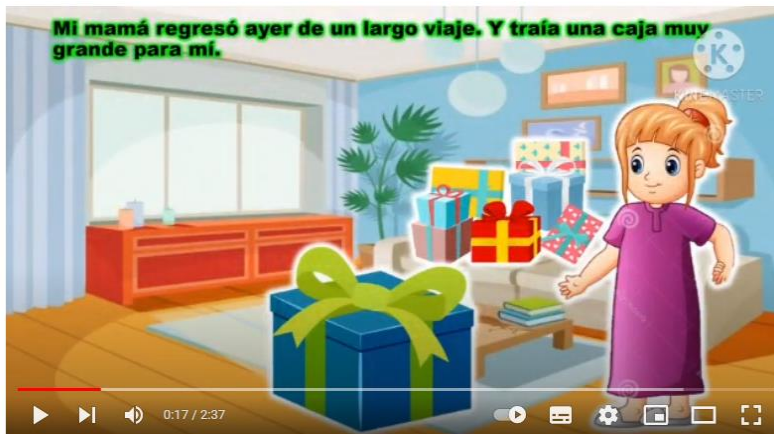 Mi mamá regresó ayer de un largo viaje. Y traía una caja muy
grande para mí.
K
KINEMASTER
0:17 / 2:37